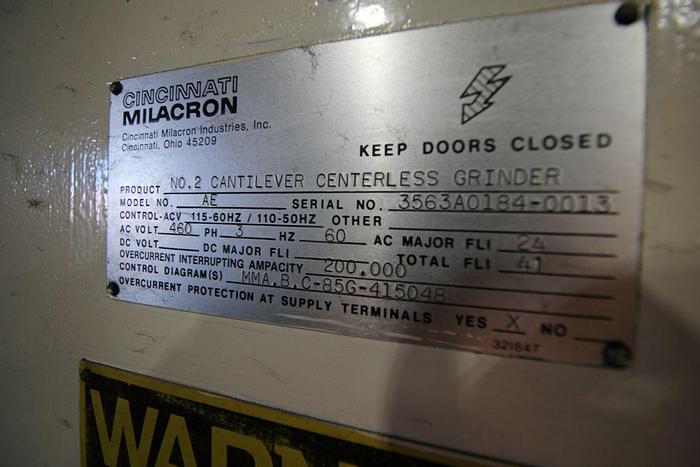 CINCINNATI
MILACRON
Cincinnati Milacron Industries, Inc.
Cincinnati, Ohio 45209
KEEP DOORS CLOSED
PRODUCT NO.2 CANTILEVER CENTERLESS GRINDER
MODEL NO. AE SERIAL NO. 3563A0184-0013
CONTROL-ACV 115-60HZ / 110-50HZ OTHER
AC VOLT 460 PH 3 HZ 60 AC MAJOR FLI 24
DC VOLT DC MAJOR FLI TOTAL FLI 41
OVERCURRENT INTERRUPTING AMPACITY 200.000
CONTROL DIAGRAM(S) MMA.B.C-85G-415048
OVERCURRENT PROTECTION AT SUPPLY TERMINALS YES X NO
321647